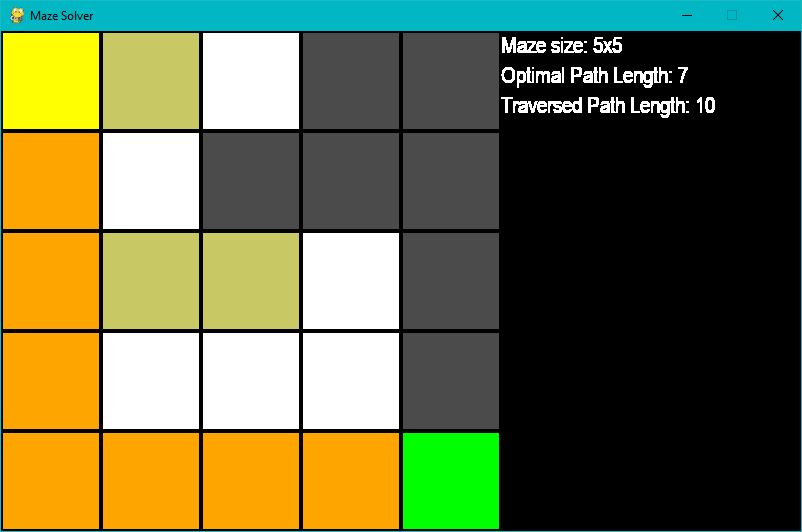 Maze Solver
Maze size: 5x5
Optimal Path Length: 7
Traversed Path Length: 10